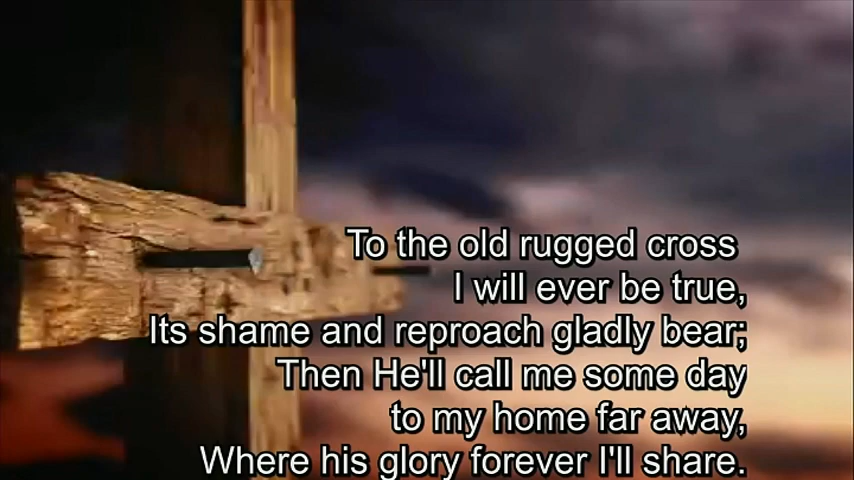 To the old rugged cross
I will ever be true,
Its shame and reproach gladly bear;
Then He'll call me some day
to my home far away,
Where his glory forever I'll share.